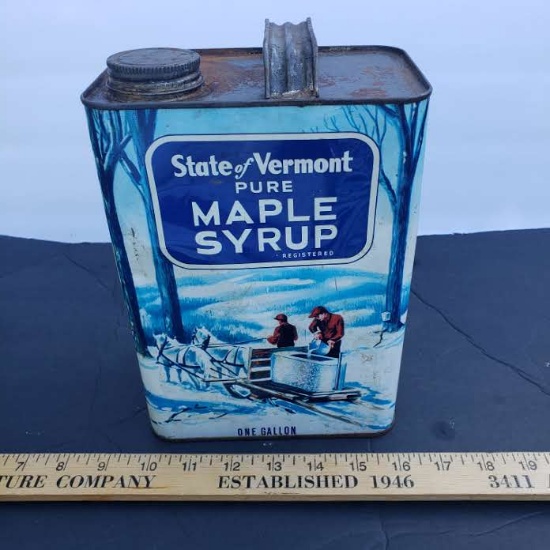 State of Vermont
PURE
MAPLE
SYRUP
REGISTERED
ONE GALLON
7 8 9 10 11 12 13 14 15 16 17 18 19
TURE COMPANY ESTABLISHED 1946 3411